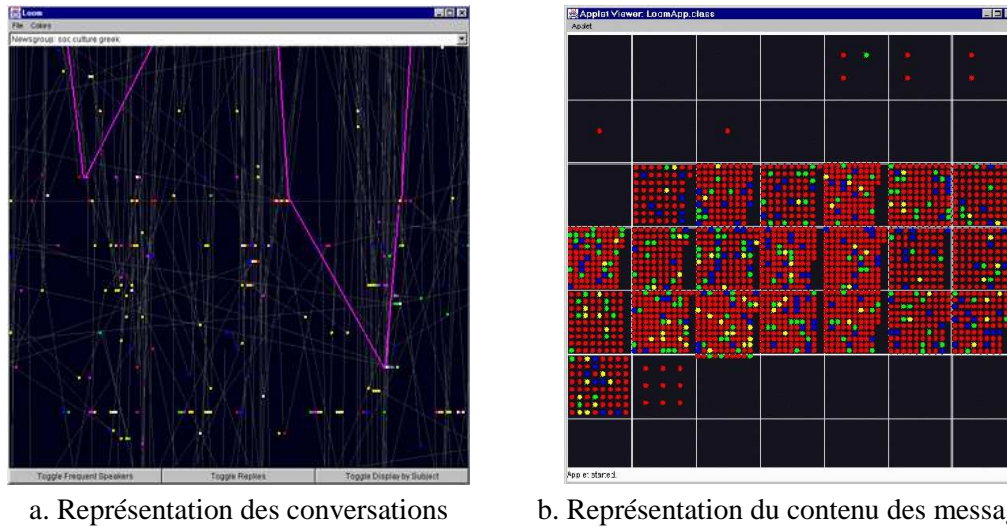 Loom
File Colors
Newsgroup: soc.culture.greek
Toggle Frequent Speakers
Toggle Replies
Toggle Display by Subject
Applet Viewer: LoomApp.class
Applet
Applet started.
a. Représentation des conversations
b. Représentation du contenu des messa